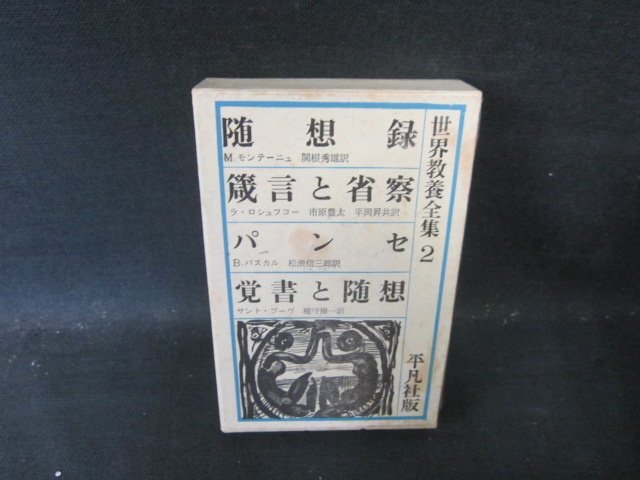 随想録
M.モンテーニュ 関根秀雄訳
箴言と省察
ラ・ロシュフコー 市原豊太 平岡昇共訳
パンセ
B.パスカル 松浪信三郎訳
覚書と随想
サント・ブーヴ 権守操一訳
世界教養全集 2
平凡社版